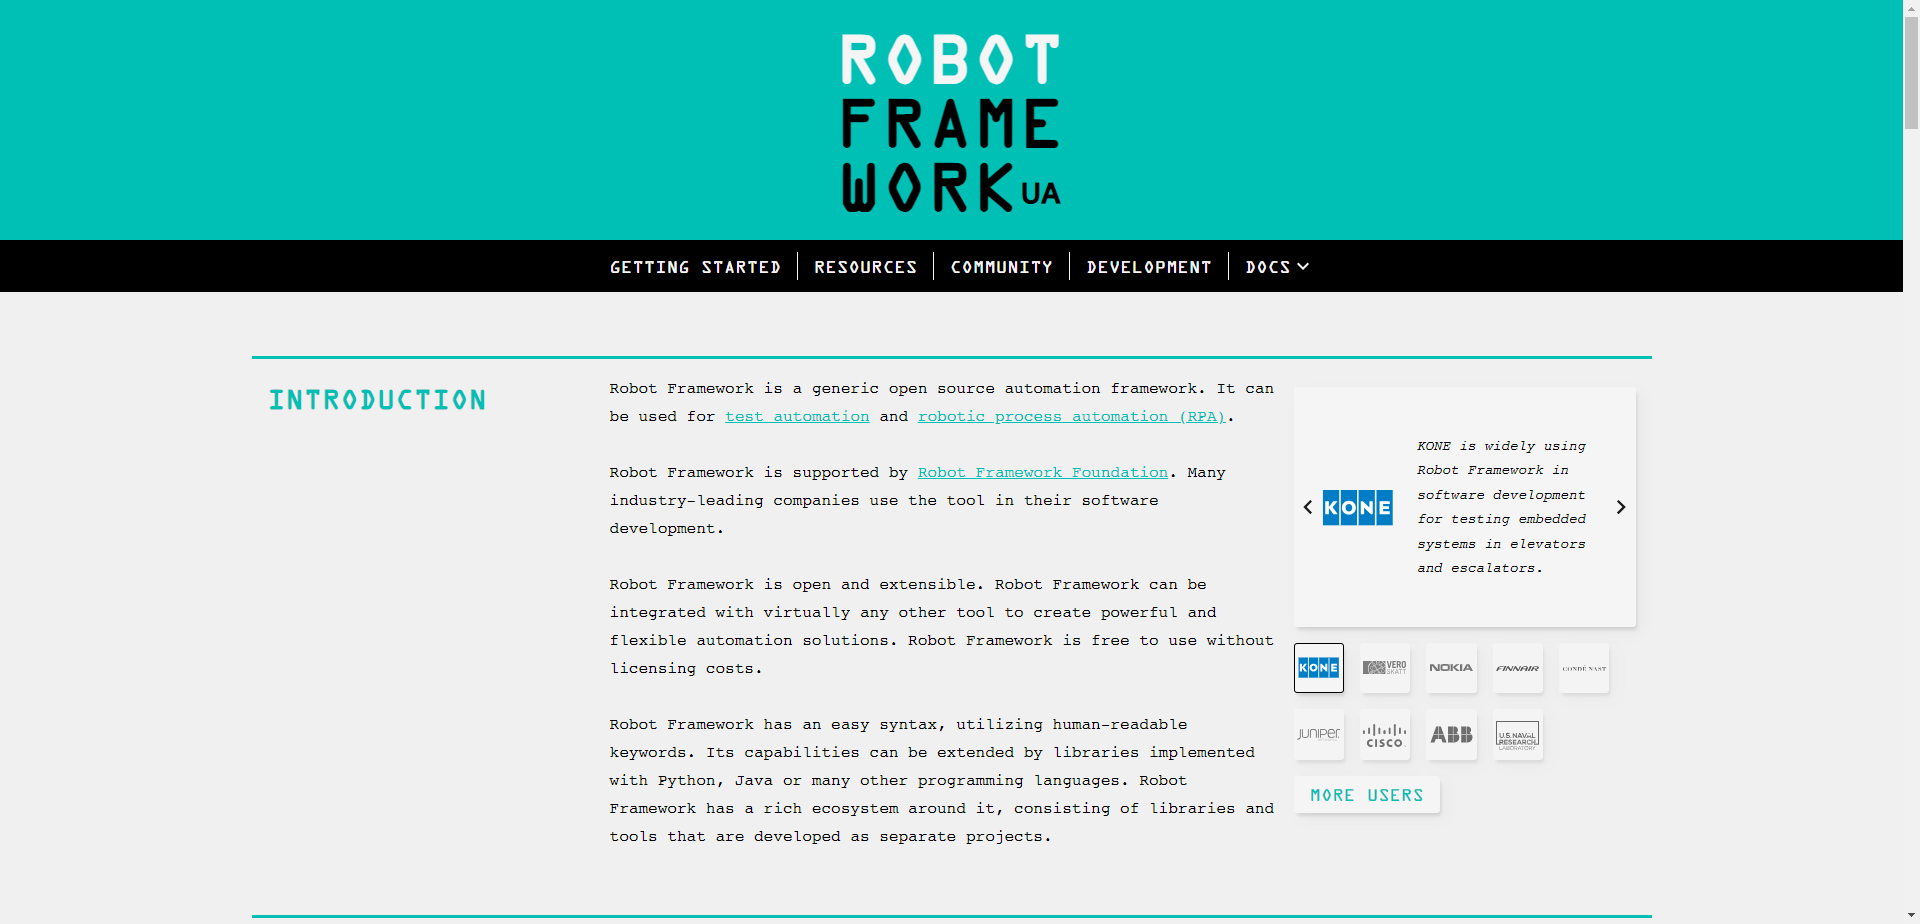 ROBOT
FRAME
WORK UA
GETTING STARTED RESOURCES COMMUNITY DEVELOPMENT DOCS
INTRODUCTION
Robot Framework is a generic open source automation framework. It can
be used for test automation and robotic process automation (RPA).
Robot Framework is supported by Robot Framework Foundation. Many
industry-leading companies use the tool in their software
development.
Robot Framework is open and extensible. Robot Framework can be
integrated with virtually any other tool to create powerful and
flexible automation solutions. Robot Framework is free to use without
licensing costs.
Robot Framework has an easy syntax, utilizing human-readable
keywords. Its capabilities can be extended by libraries implemented
with Python, Java or many other programming languages. Robot
Framework has a rich ecosystem around it, consisting of libraries and
tools that are developed as separate projects.
KONE
KONE is widely using
Robot Framework in
software development
for testing embedded
systems in elevators
and escalators.
KONE
VERO
SKATT
NOKIA
FINNAIR
CONDÉ NAST
JUNIPER
CISCO
ABB
U.S. NAVAL
RESEARCH
LABORATORY
MORE USERS